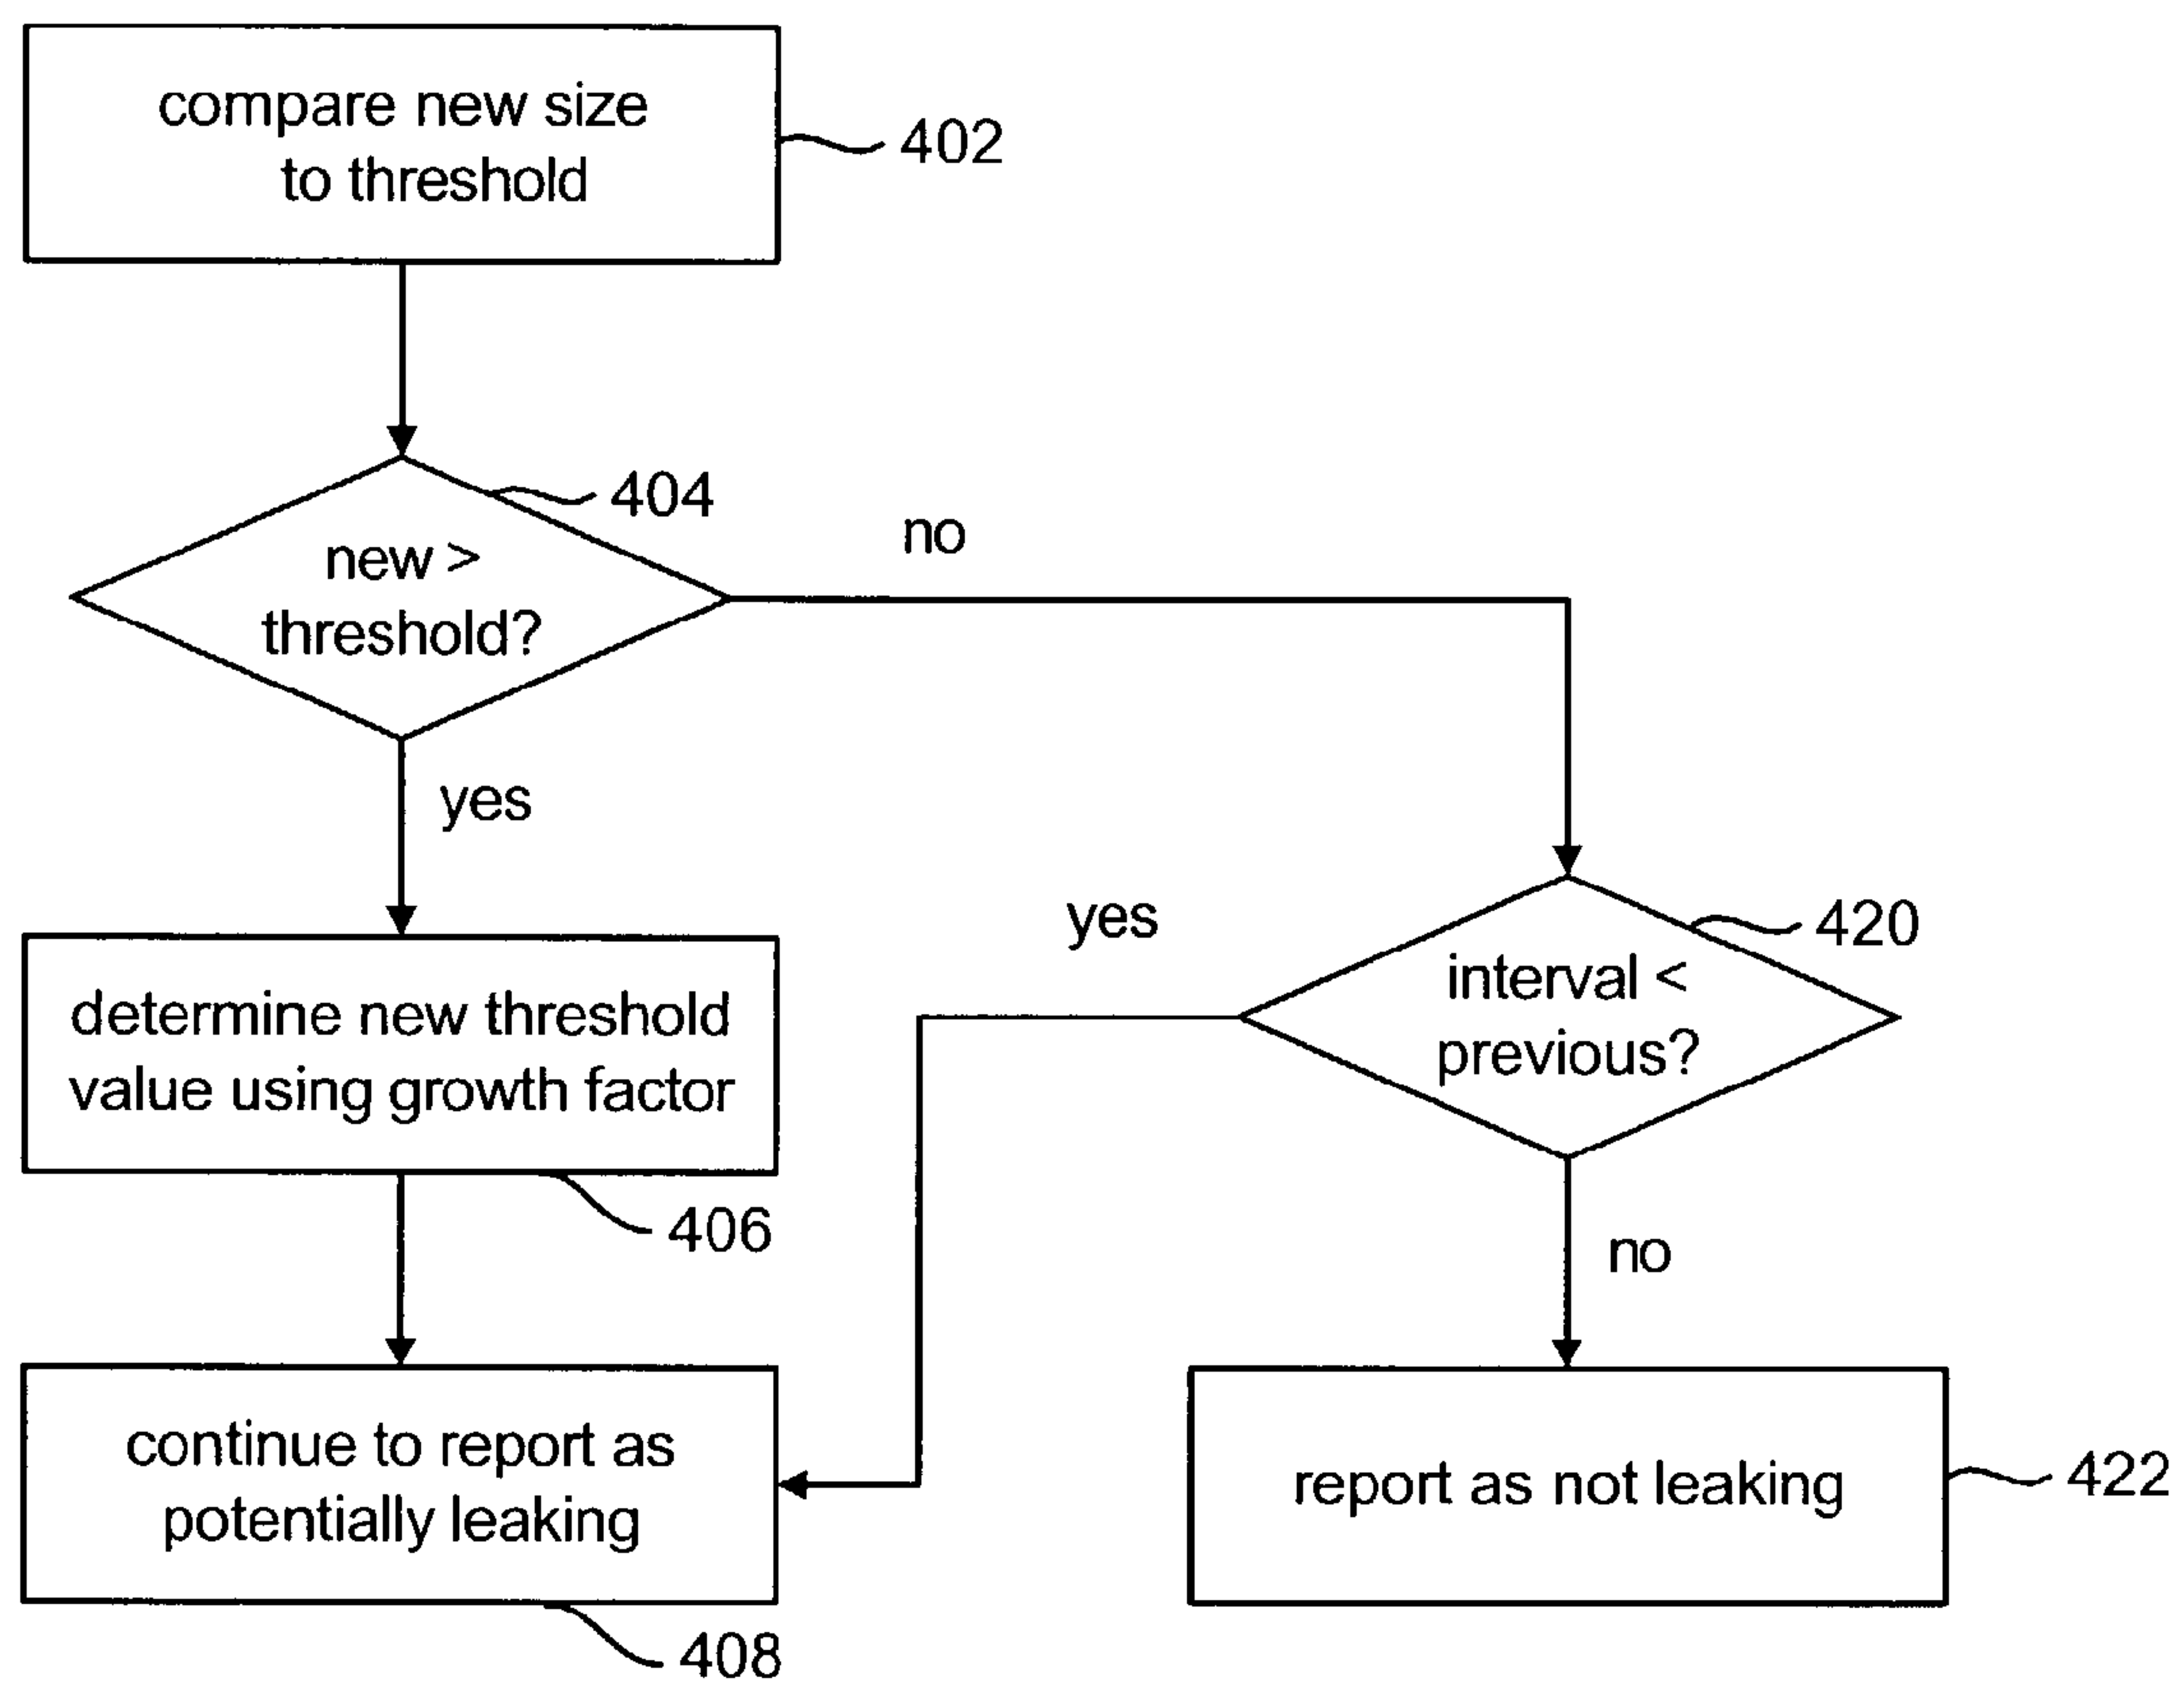 compare new size
to threshold
402
404
new >
threshold?
no
yes
determine new threshold
value using growth factor
406
continue to report as
potentially leaking
408
yes
420
interval <
previous?
no
report as not leaking
422